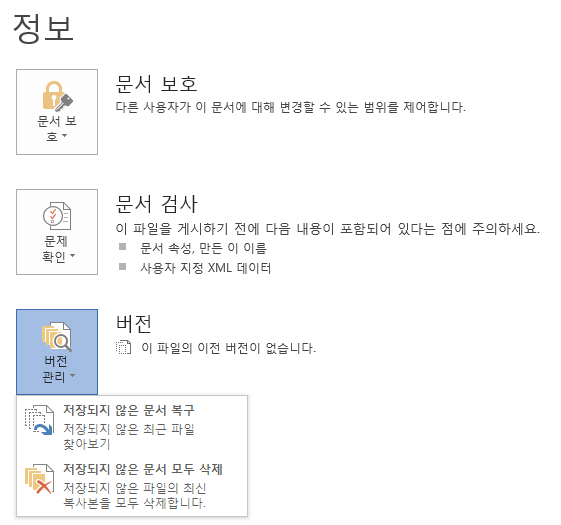 정보
문서 보호
다른 사용자가 이 문서에 대해 변경할 수 있는 범위를 제어합니다.
문서 보
호
문서 검사
이 파일을 게시하기 전에 다음 내용이 포함되어 있다는 점에 주의하세요.
문서 속성, 만든 이 이름
사용자 지정 XML 데이터
문제
확인
버전
이 파일의 이전 버전이 없습니다.
버전
관리
저장되지 않은 문서 복구
저장되지 않은 최근 파일
찾아보기
저장되지 않은 문서 모두 삭제
저장되지 않은 파일의 최신
복사본을 모두 삭제합니다.